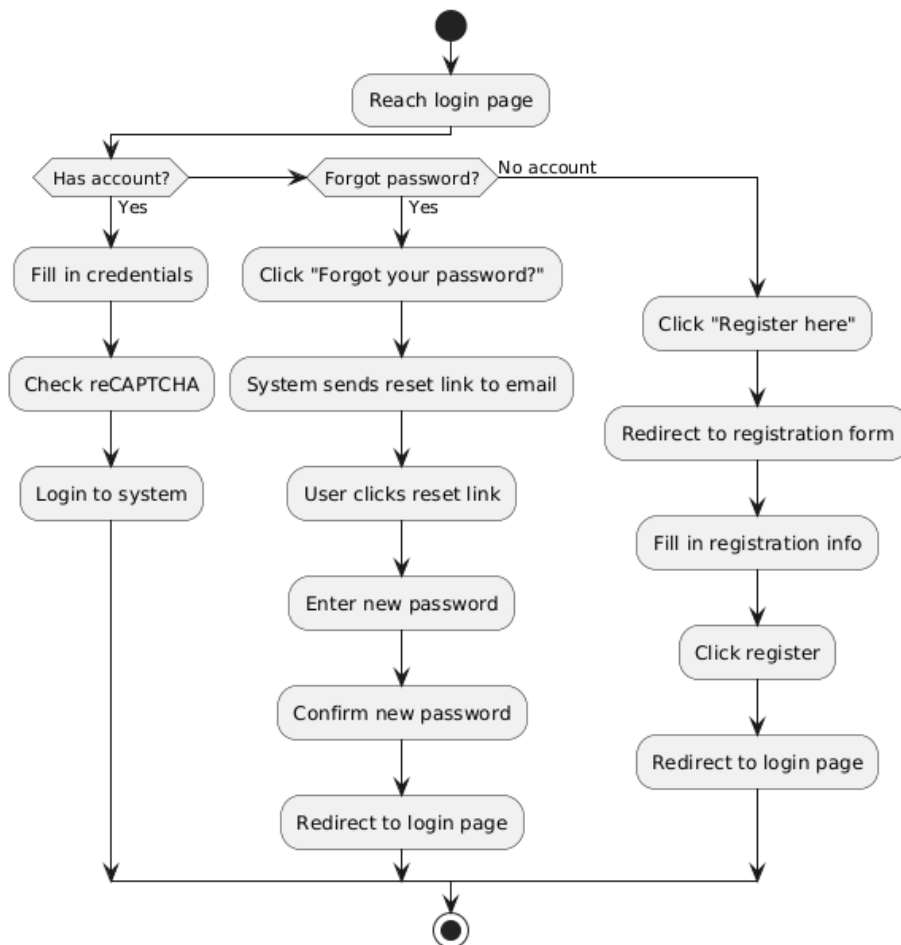 Reach login page
Has account?
Yes
Forgot password?
Yes
No account
Fill in credentials
Check reCAPTCHA
Login to system
Click "Forgot your password?"
System sends reset link to email
User clicks reset link
Enter new password
Confirm new password
Redirect to login page
Click "Register here"
Redirect to registration form
Fill in registration info
Click register
Redirect to login page